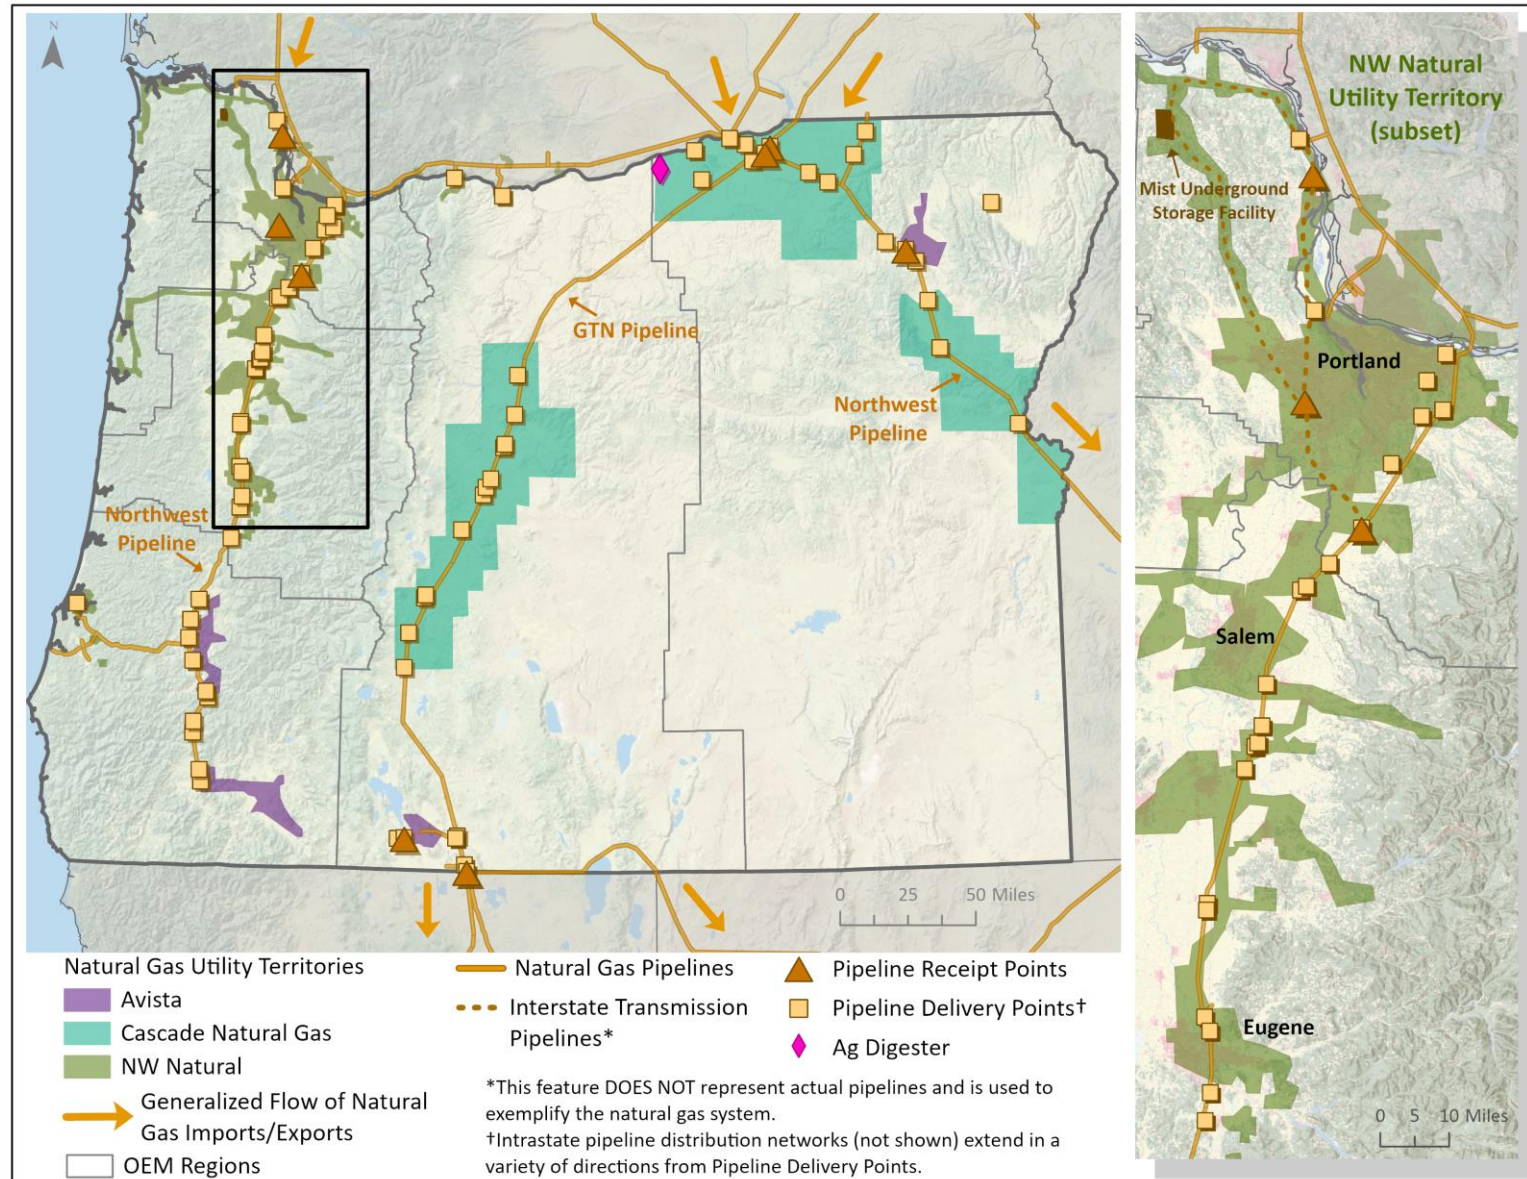 N
GTN Pipeline
Northwest
Pipeline
Northwest
Pipeline
0 25 50 Miles
NW Natural
Utility Territory
(subset)
Mist Underground
Storage Facility
Portland
Salem
Eugene
0 5 10 Miles
Natural Gas Utility Territories
Avista
Cascade Natural Gas
NW Natural
Generalized Flow of Natural
Gas Imports/Exports
OEM Regions
Natural Gas Pipelines
Interstate Transmission
Pipelines*
Pipeline Receipt Points
Pipeline Delivery Points†
Ag Digester
*This feature DOES NOT represent actual pipelines and is used to
exemplify the natural gas system.
†Intrastate pipeline distribution networks (not shown) extend in a
variety of directions from Pipeline Delivery Points.